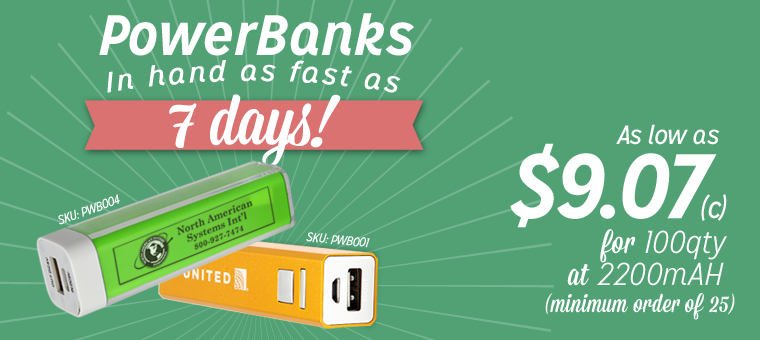 PowerBanks
In hand as fast as
7 days!
As low as
$9.07(c)
for 100qty
at 2200mAH
(minimum order of 25)
SKU: PWB004
North American
Systems Int'l
800-927-7474
SKU: PWB001
UNITED